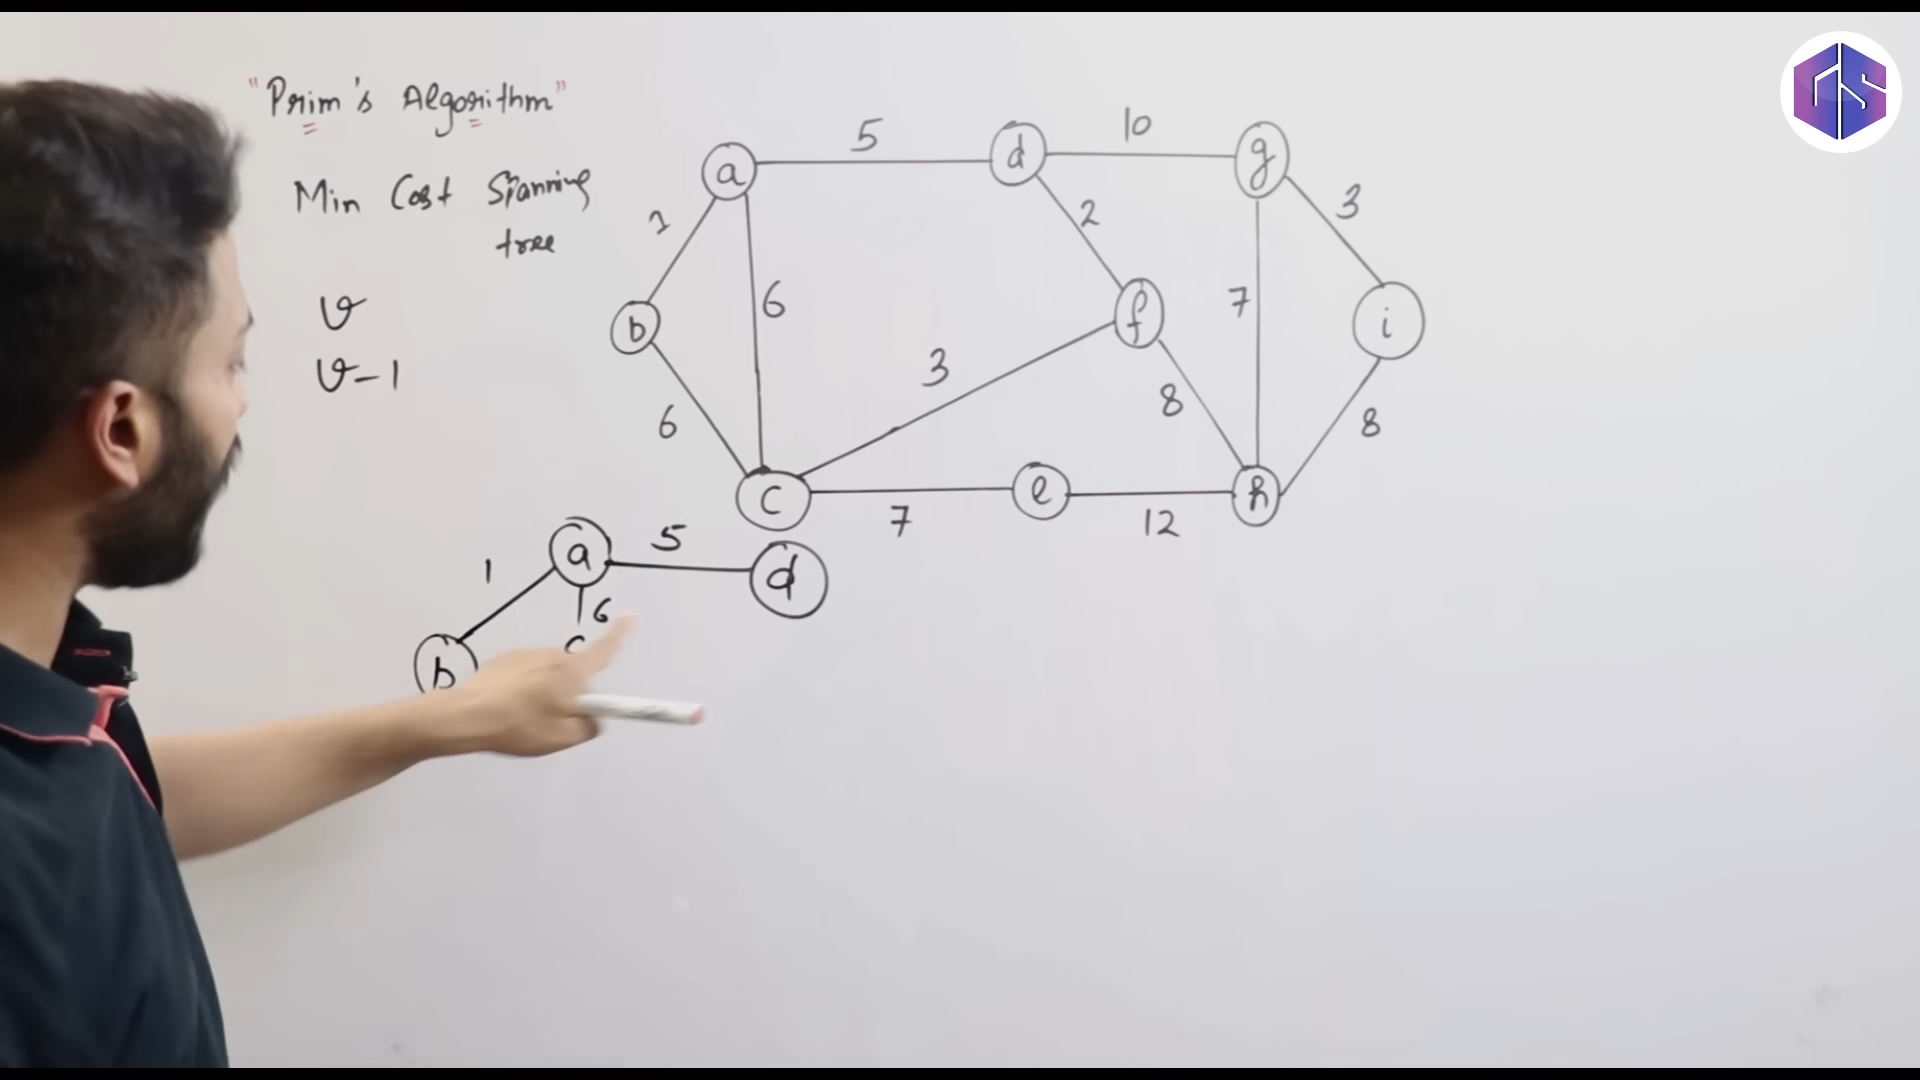 "Prim's Algorithm"
Min Cost Spanning
tree
v
v-1
5
10
a
d
g
1
2
3
6
7
b
f
i
3
6
8
8
c
e
h
7
12
a
5
d
1
6
c
b